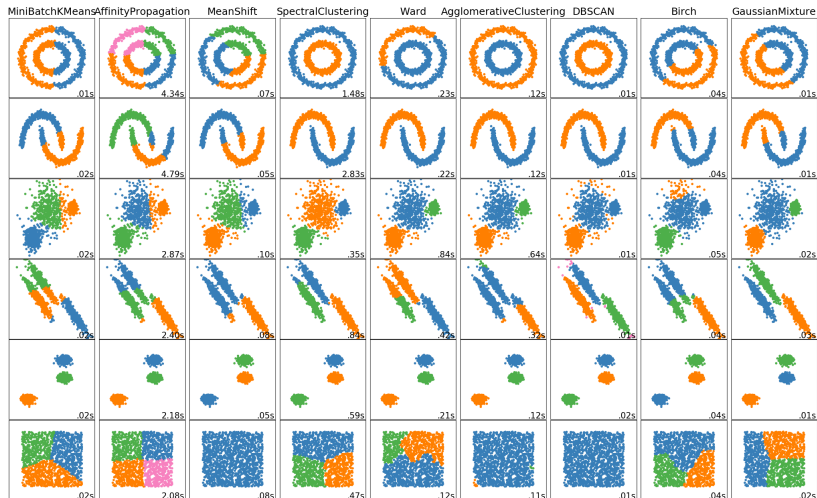 MiniBatchKMeans AffinityPropagation MeanShift SpectralClustering Ward AgglomerativeClustering DBSCAN Birch GaussianMixture
.01s 4.34s .07s 1.48s .23s .12s .01s .04s .01s
.02s 4.79s .05s 2.83s .22s .12s .01s .04s .01s
.02s 2.87s .10s .35s .84s .64s .01s .05s .02s
.02s 2.40s .08s .84s .42s .32s .01s .04s .03s
.02s 2.18s .05s .59s .21s .12s .02s .04s .01s
.02s 2.08s .08s .47s .12s .11s .01s .04s .02s